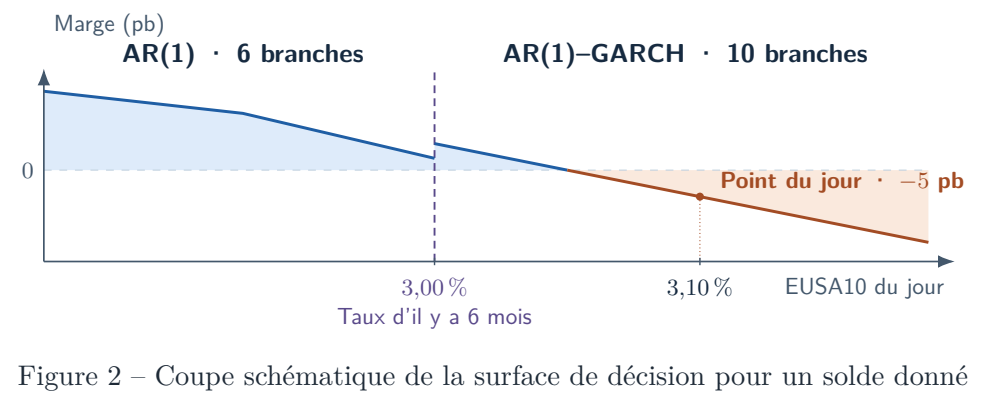 Marge (pb)
AR(1) · 6 branches
AR(1)–GARCH · 10 branches
0
Point du jour · −5 pb
3,00 %
3,10 %
EUSA10 du jour
Taux d'il y a 6 mois
Figure 2 – Coupe schématique de la surface de décision pour un solde donné